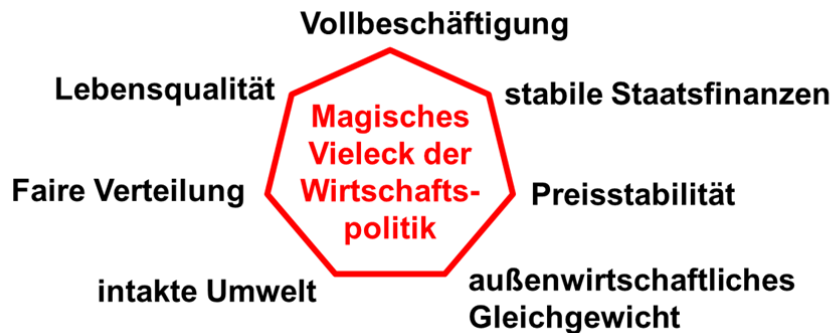 Vollbeschäftigung
Lebensqualität
stabile Staatsfinanzen
Magisches
Vieleck der
Wirtschafts-
politik
Faire Verteilung
Preisstabilität
intakte Umwelt
außenwirtschaftliches
Gleichgewicht